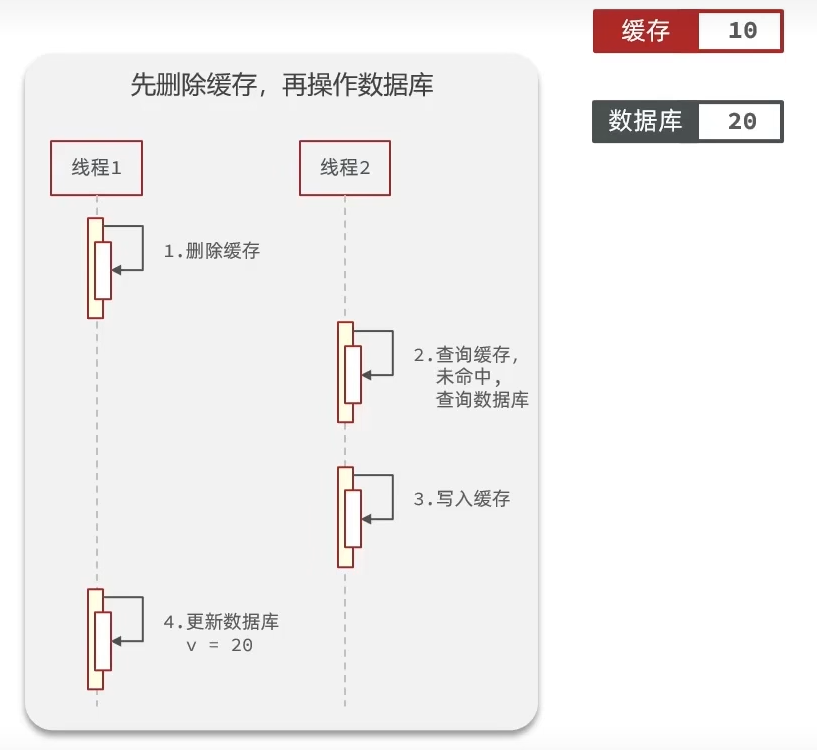 缓存 10
先删除缓存，再操作数据库
数据库 20
线程1 线程2
1.删除缓存
2.查询缓存，
未命中，
查询数据库
3.写入缓存
4.更新数据库
v = 20